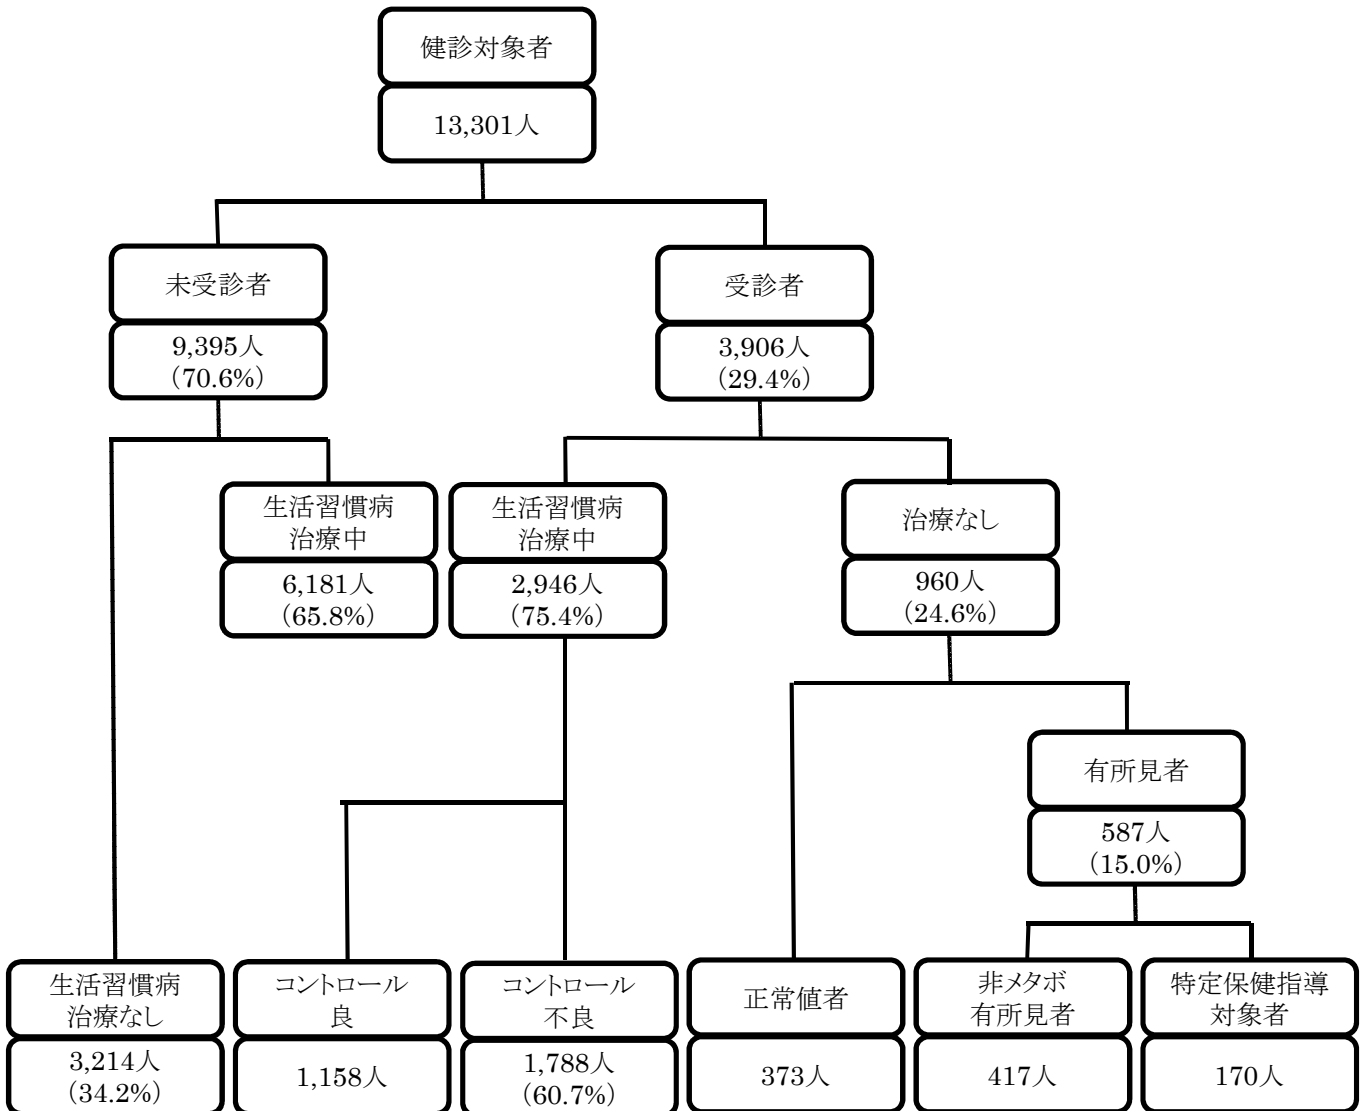 健診対象者
13,301人
未受診者
9,395人
(70.6%)
受診者
3,906人
(29.4%)
生活習慣病
治療中
6,181人
(65.8%)
生活習慣病
治療中
2,946人
(75.4%)
治療なし
960人
(24.6%)
有所見者
587人
(15.0%)
生活習慣病
治療なし
3,214人
(34.2%)
コントロール
良
1,158人
コントロール
不良
1,788人
(60.7%)
正常値者
373人
非メタボ
有所見者
417人
特定保健指導
対象者
170人